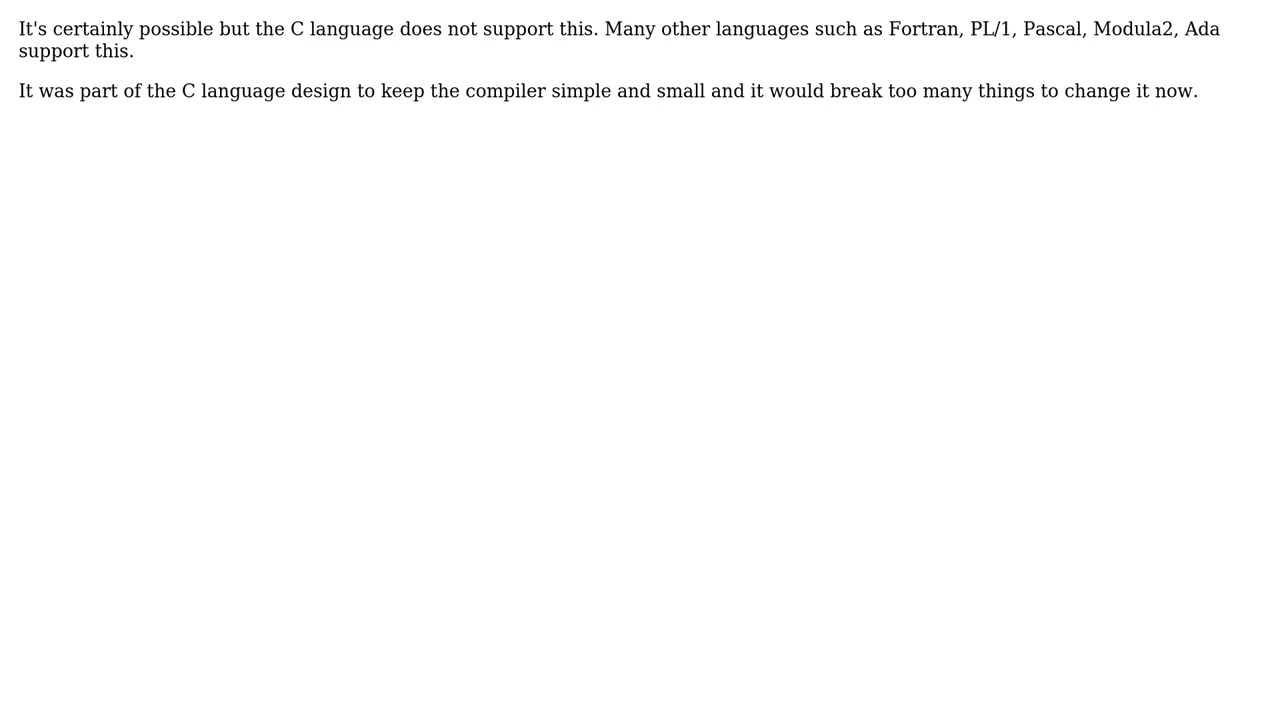 It's certainly possible but the C language does not support this. Many other languages such as Fortran, PL/1, Pascal, Modula2, Ada
support this.
It was part of the C language design to keep the compiler simple and small and it would break too many things to change it now.